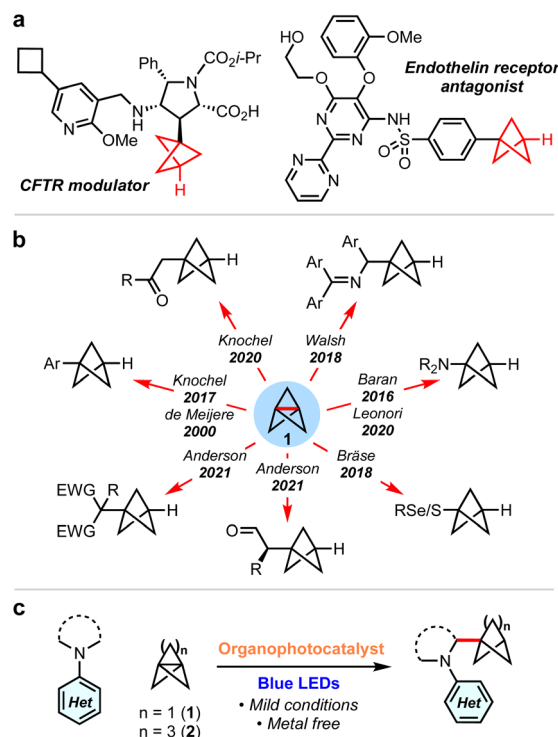 a
Ph
CO₂i-Pr
N
CO₂H
N
H
N
OMe
H
CFTR modulator
HO
OMe
O
O
Endothelin receptor
antagonist
N
N
NH
S
O
O
N
N
H
b
R
O
H
Ar
Ar
N
Ar
H
Knochel
2020
Walsh
2018
Ar
H
Knochel
2017
de Meijere
2000
1
Baran
2016
Leonori
2020
R₂N
H
Anderson
2021
Anderson
2021
Bräse
2018
EWG
R
EWG
H
O
R
H
RSe/S
H
c
N
Het
( )n
n = 1 (1)
n = 3 (2)
Organophotocatalyst
Blue LEDs
• Mild conditions
• Metal free
( )n
N
Het